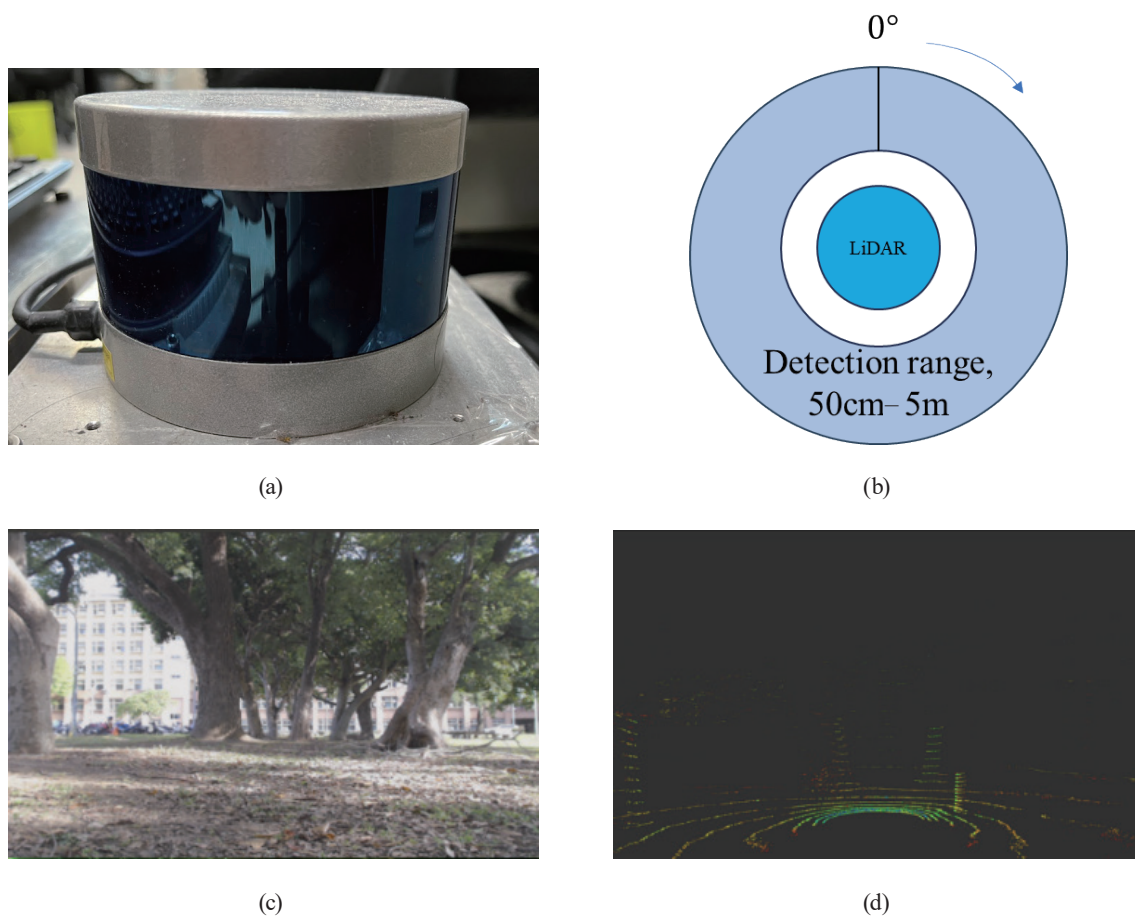 0°
LiDAR
Detection range,
50cm– 5m
(a)
(b)
(c)
(d)